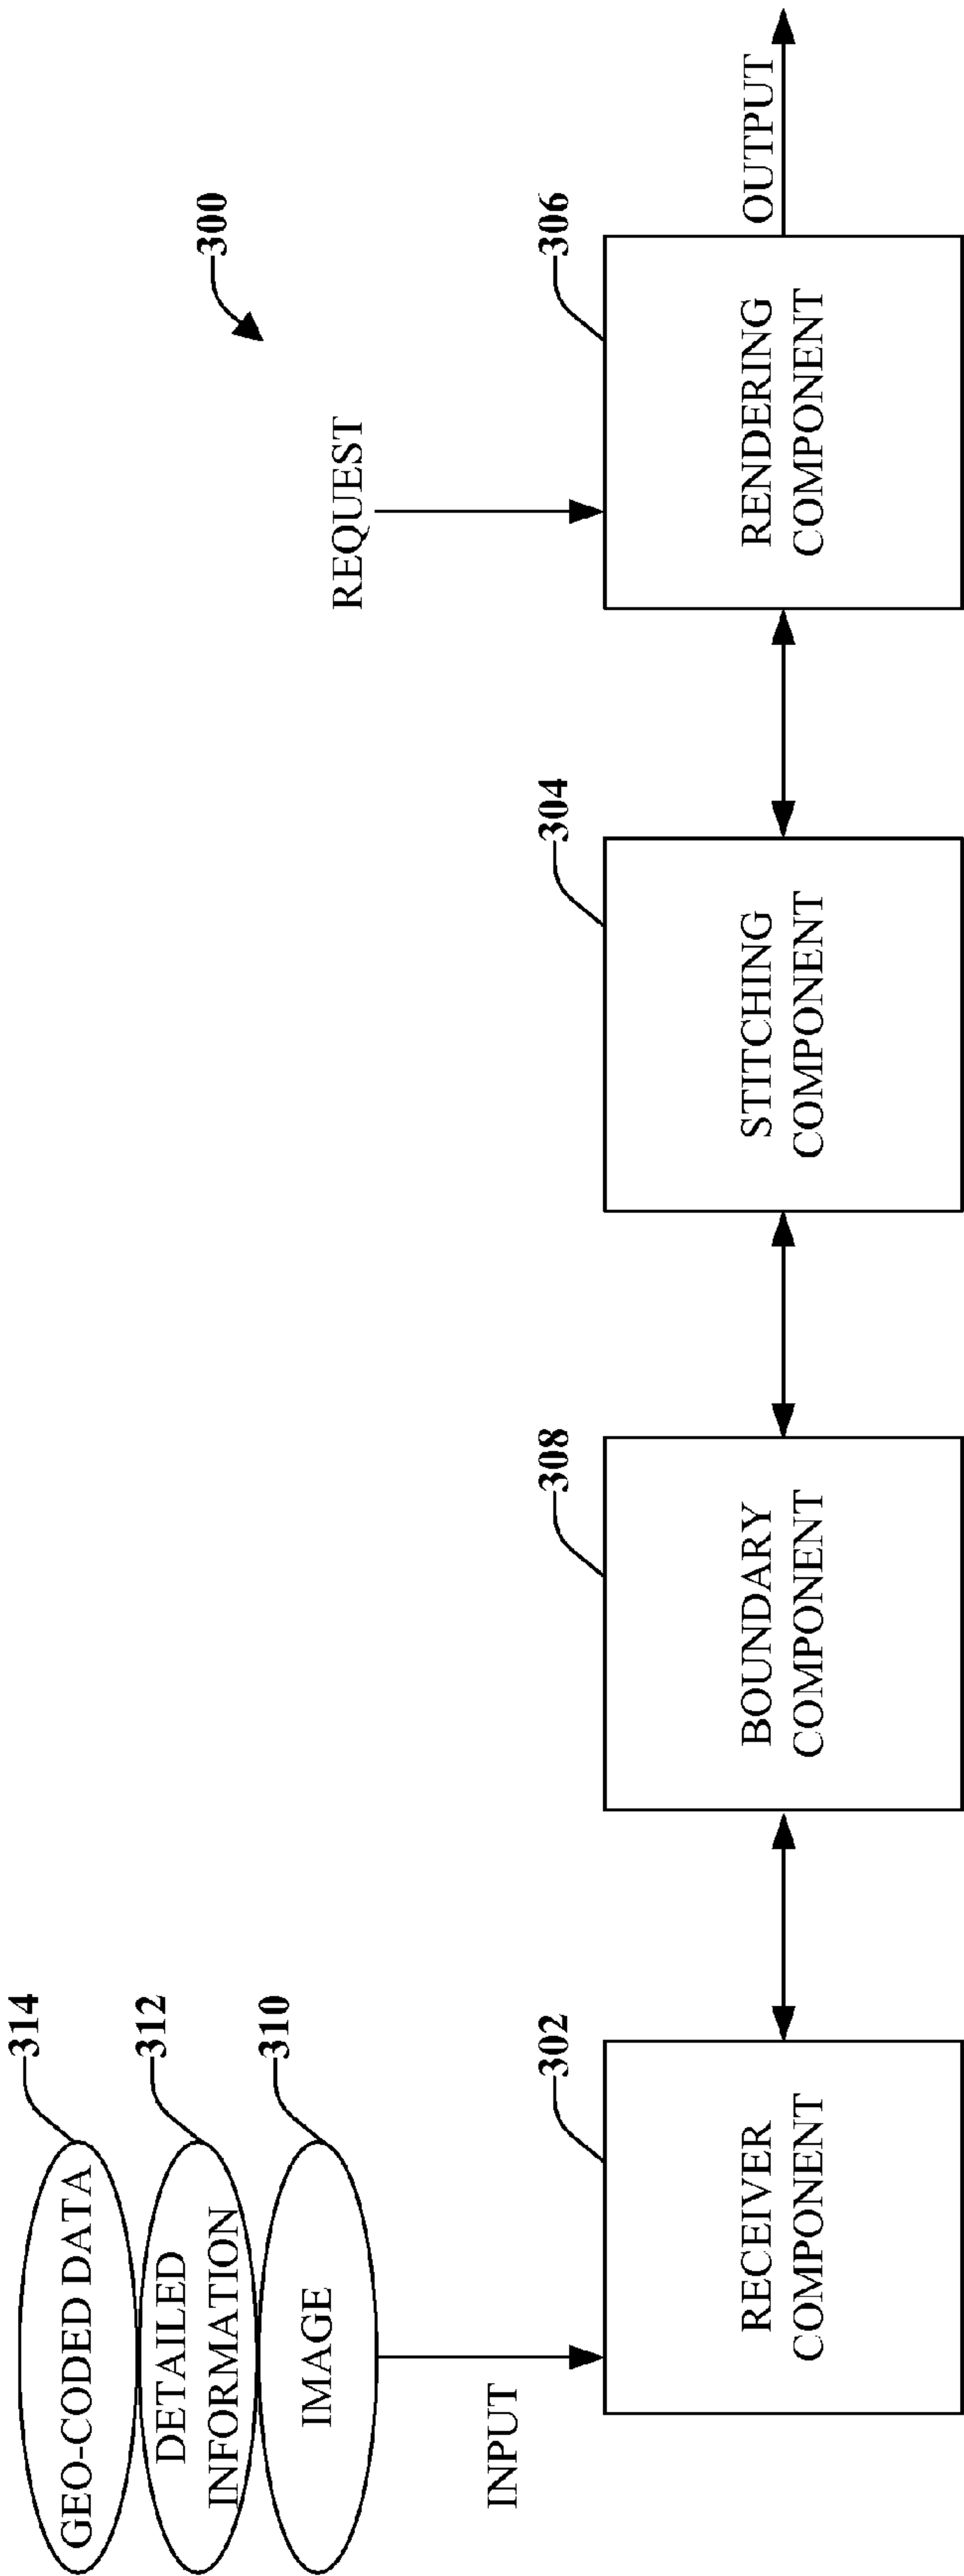 300
314
GEO-CODED DATA
312
DETAILED
INFORMATION
310
IMAGE
INPUT
REQUEST
OUTPUT
302
RECEIVER
COMPONENT
308
BOUNDARY
COMPONENT
304
STITCHING
COMPONENT
306
RENDERING
COMPONENT